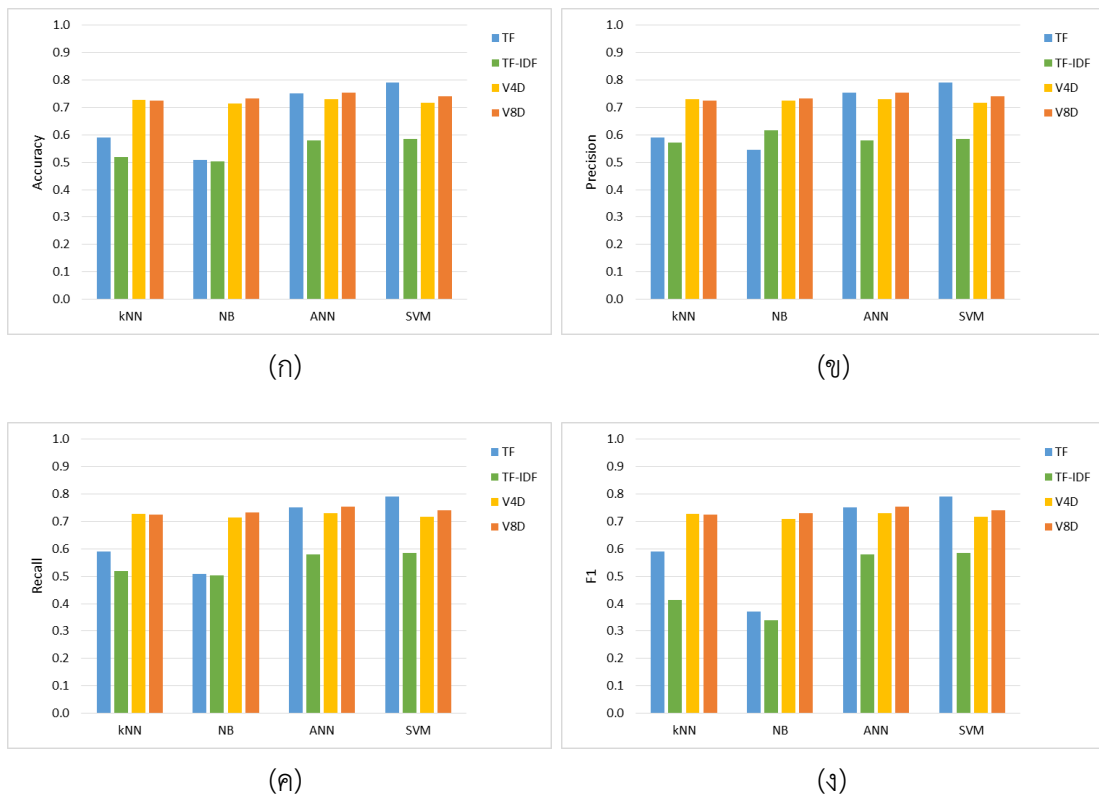 1.0
0.9
0.8
0.7
0.6
0.5
0.4
0.3
0.2
0.1
0.0
Accuracy
kNN NB ANN SVM
TF
TF-IDF
V4D
V8D
(ก)
1.0
0.9
0.8
0.7
0.6
0.5
0.4
0.3
0.2
0.1
0.0
Precision
kNN NB ANN SVM
TF
TF-IDF
V4D
V8D
(ข)
1.0
0.9
0.8
0.7
0.6
0.5
0.4
0.3
0.2
0.1
0.0
Recall
kNN NB ANN SVM
TF
TF-IDF
V4D
V8D
(ค)
1.0
0.9
0.8
0.7
0.6
0.5
0.4
0.3
0.2
0.1
0.0
F1
kNN NB ANN SVM
TF
TF-IDF
V4D
V8D
(ง)